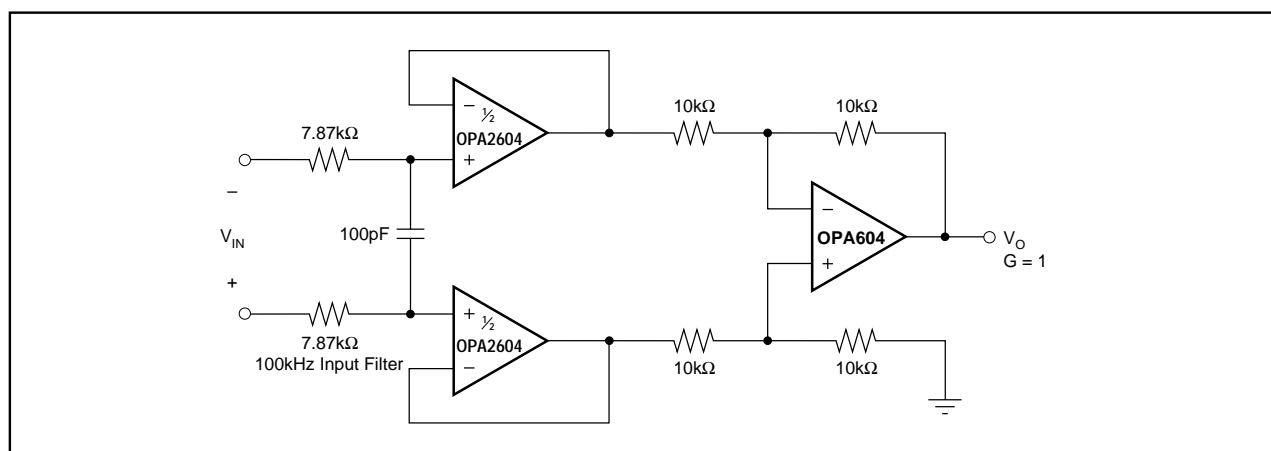 10kΩ
10kΩ
−
½
OPA2604
+
7.87kΩ
−
V_IN
+
100pF
−
OPA604
+
V_O
G = 1
+
½
OPA2604
−
7.87kΩ
100kHz Input Filter
10kΩ
10kΩ